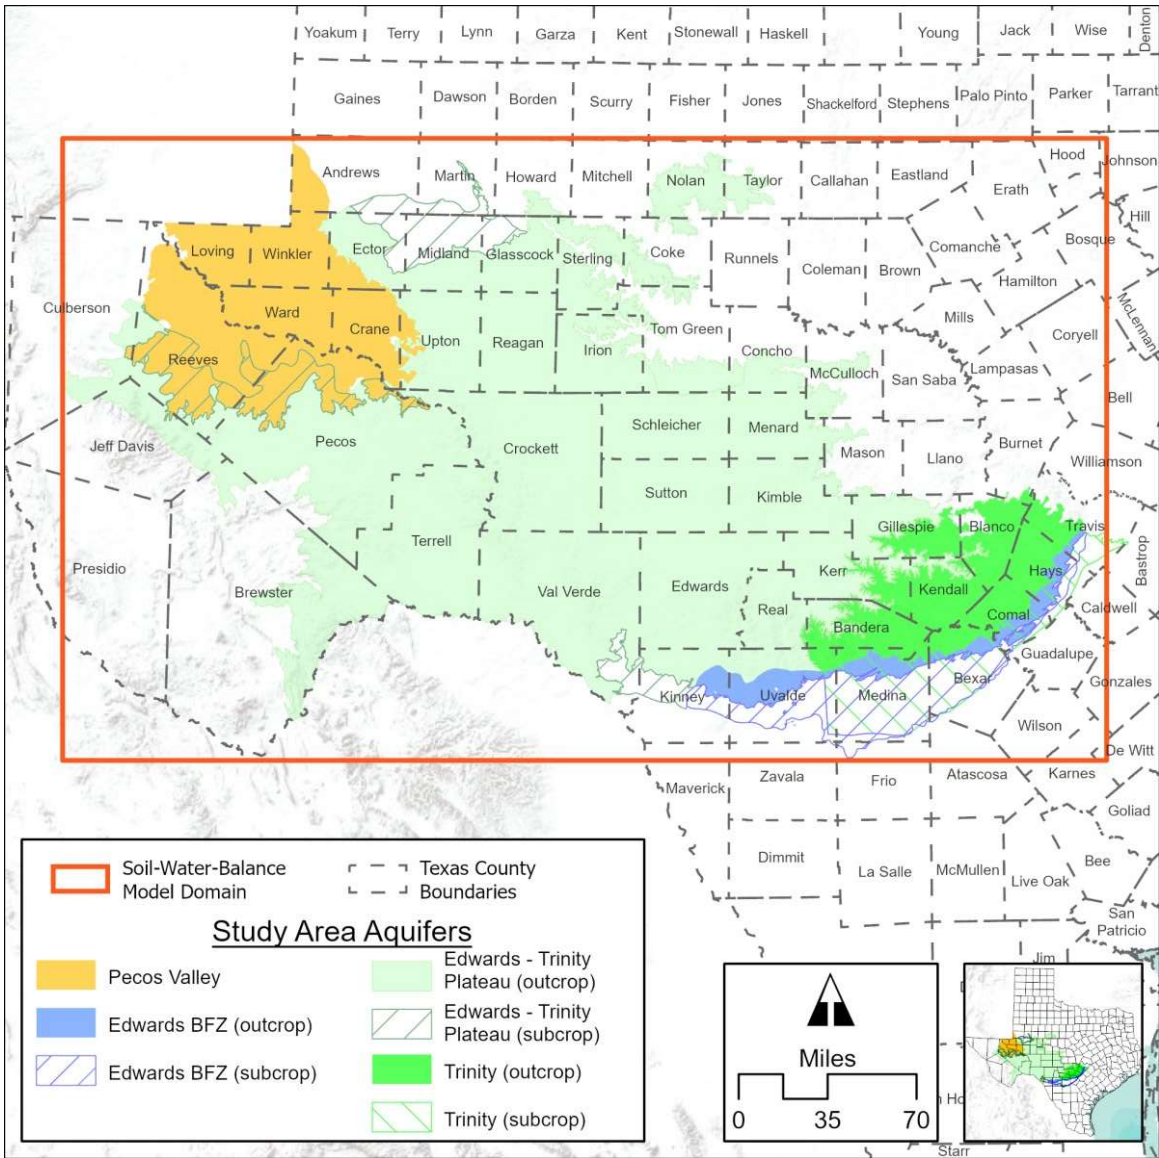 Yoakum Terry Lynn Garza Kent Stonewall Haskell Young Jack Wise Denton
Gaines Dawson Borden Scurry Fisher Jones Shackelford Stephens Palo Pinto Parker Tarrant
Andrews Martin Howard Mitchell Nolan Taylor Callahan Eastland Erath Hood Johnson
Loving Winkler Ector Midland Glasscock Sterling Coke Runnels Coleman Brown Comanche Hamilton Bosque Hill
Culberson Ward Crane Upton Reagan Irion Tom Green Concho Mills Coryell McLennan
Reeves McCulloch San Saba Lampasas Bell
Jeff Davis Pecos Crockett Schleicher Menard Mason Llano Burnet Williamson
Sutton Kimble
Presidio Terrell Gillespie Blanco Travis Bastrop
Brewster Val Verde Edwards Real Kerr Kendall Hays Comal Caldwell
Bandera Guadalupe
Kinney Uvalde Medina Bexar Gonzales
Wilson De Witt
Maverick Zavala Frio Atascosa Karnes Goliad
Dimmit La Salle McMullen Live Oak Bee
San
Patricio
Jim
Starr
Soil-Water-Balance
Model Domain
Texas County
Boundaries
Study Area Aquifers
Pecos Valley
Edwards BFZ (outcrop)
Edwards BFZ (subcrop)
Edwards - Trinity
Plateau (outcrop)
Edwards - Trinity
Plateau (subcrop)
Trinity (outcrop)
Trinity (subcrop)
Miles
0 35 70